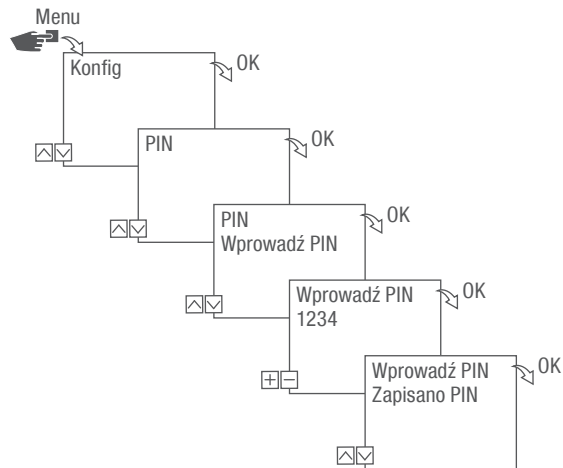 Menu
Konfig
OK
PIN
OK
PIN
Wprowadź PIN
OK
Wprowadź PIN
1234
OK
Wprowadź PIN
Zapisano PIN
OK